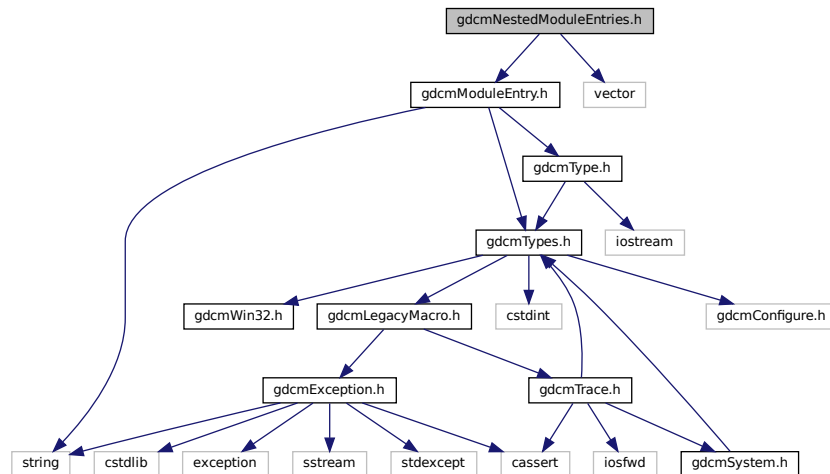 gdcmNestedModuleEntries.h
gdcmModuleEntry.h
vector
gdcmType.h
gdcmTypes.h
iostream
gdcmWin32.h
gdcmLegacyMacro.h
cstdint
gdcmConfigure.h
gdcmException.h
gdcmTrace.h
string
cstdlib
exception
sstream
stdexcept
cassert
iosfwd
gdcmSystem.h